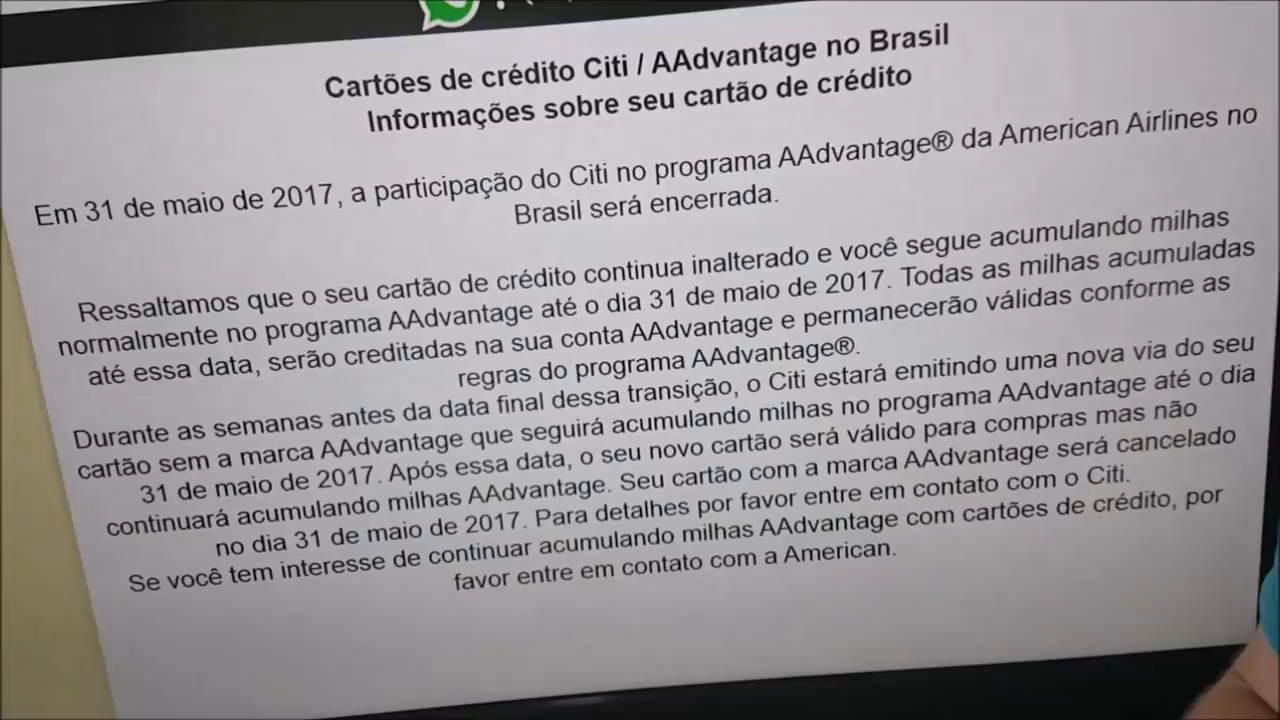 Cartões de crédito Citi / AAdvantage no Brasil
Informações sobre seu cartão de crédito
Em 31 de maio de 2017, a participação do Citi no programa AAdvantage® da American Airlines no
Brasil será encerrada.
Ressaltamos que o seu cartão de crédito continua inalterado e você segue acumulando milhas
normalmente no programa AAdvantage até o dia 31 de maio de 2017. Todas as milhas acumuladas
até essa data, serão creditadas na sua conta AAdvantage e permanecerão válidas conforme as
regras do programa AAdvantage®.
Durante as semanas antes da data final dessa transição, o Citi estará emitindo uma nova via do seu
cartão sem a marca AAdvantage que seguirá acumulando milhas no programa AAdvantage até o dia
31 de maio de 2017. Após essa data, o seu novo cartão será válido para compras mas não
continuará acumulando milhas AAdvantage. Seu cartão com a marca AAdvantage será cancelado
no dia 31 de maio de 2017. Para detalhes por favor entre em contato com o Citi.
Se você tem interesse de continuar acumulando milhas AAdvantage com cartões de crédito, por
favor entre em contato com a American.